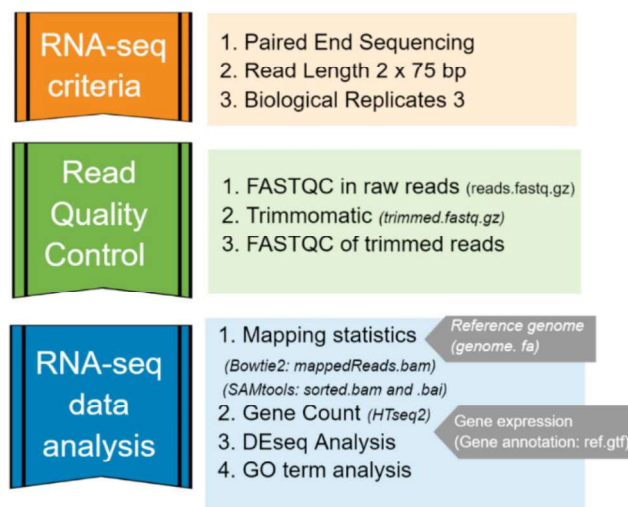 RNA-seq
criteria
1. Paired End Sequencing
2. Read Length 2 x 75 bp
3. Biological Replicates 3
Read
Quality
Control
1. FASTQC in raw reads (reads.fastq.gz)
2. Trimmomatic (trimmed.fastq.gz)
3. FASTQC of trimmed reads
RNA-seq
data
analysis
1. Mapping statistics
Reference genome
(genome. fa)
(Bowtie2: mappedReads.bam)
(SAMtools: sorted.bam and .bai)
2. Gene Count (HTseq2)
Gene expression
(Gene annotation: ref.gtf)
3. DEseq Analysis
4. GO term analysis